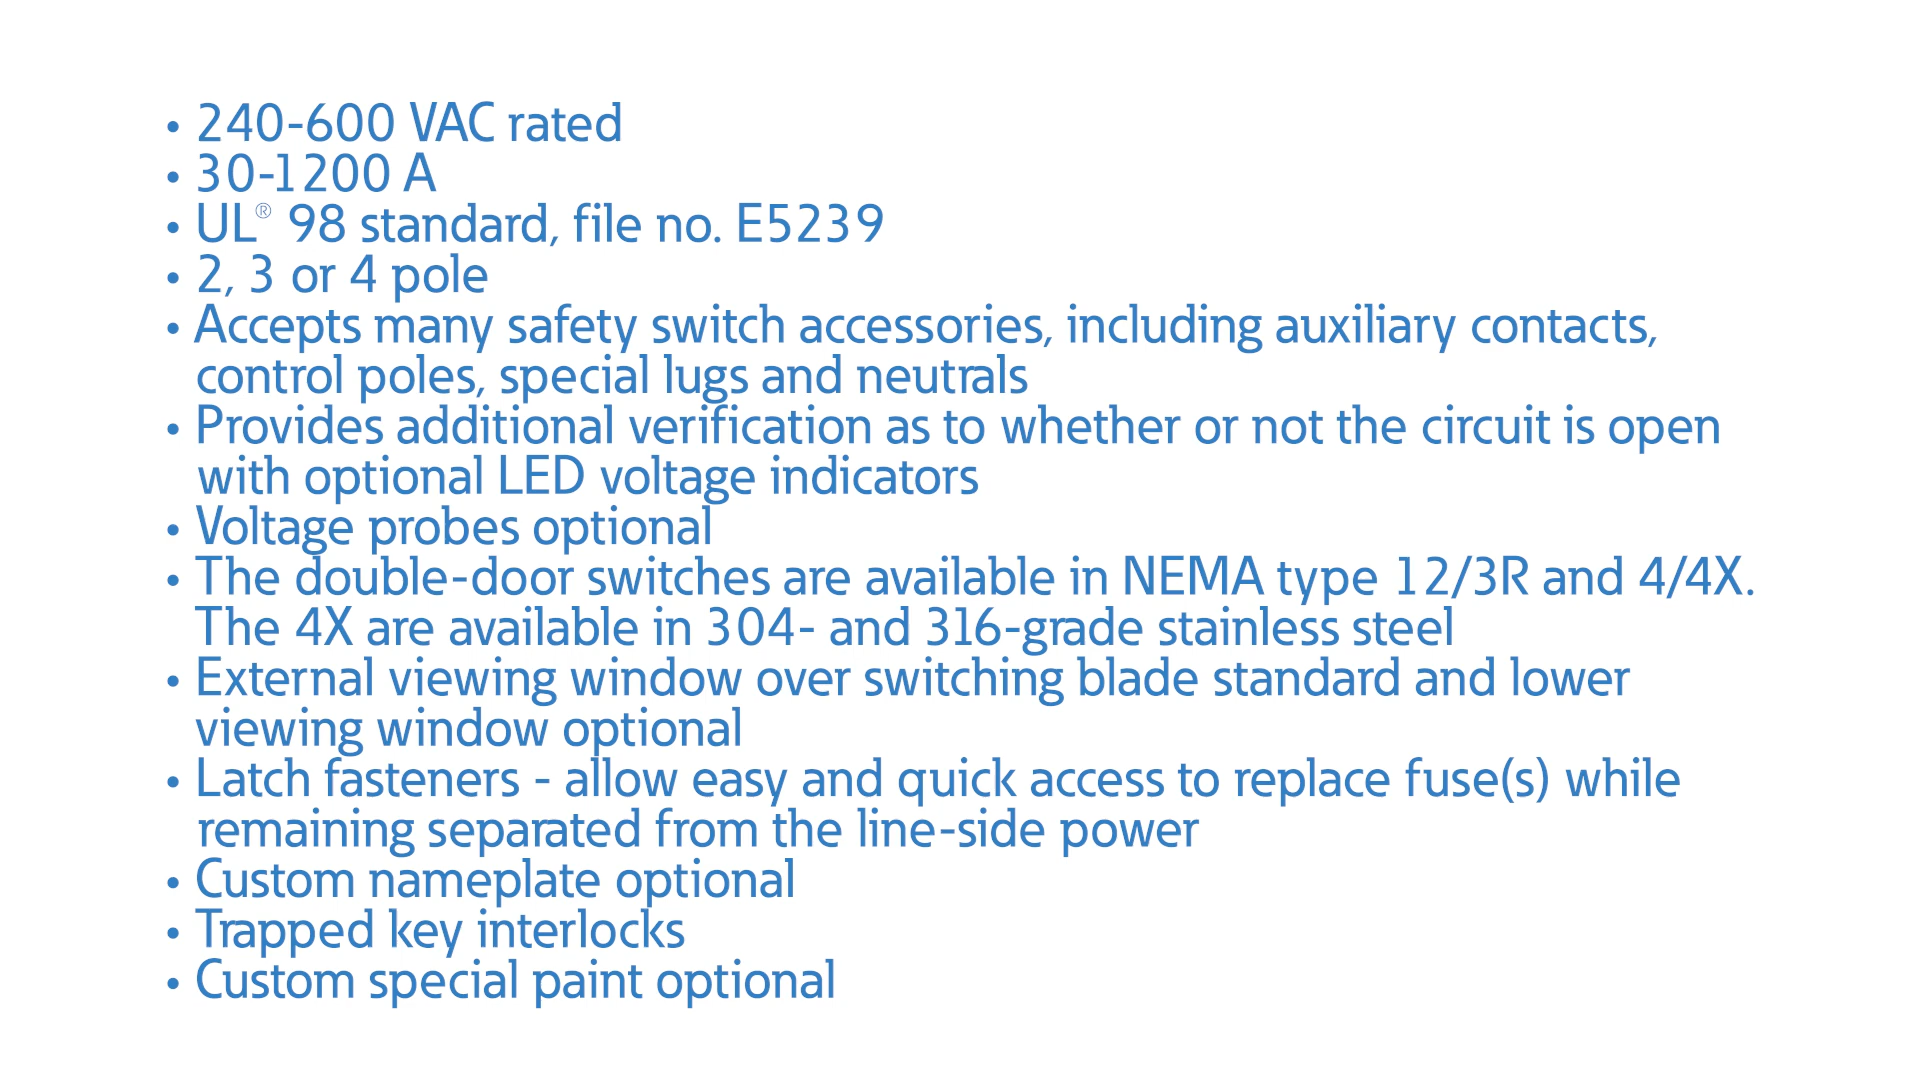 • 240-600 VAC rated
• 30-1200 A
• UL® 98 standard, file no. E5239
• 2, 3 or 4 pole
• Accepts many safety switch accessories, including auxiliary contacts,
control poles, special lugs and neutrals
• Provides additional verification as to whether or not the circuit is open
with optional LED voltage indicators
• Voltage probes optional
• The double-door switches are available in NEMA type 12/3R and 4/4X.
The 4X are available in 304- and 316-grade stainless steel
• External viewing window over switching blade standard and lower
viewing window optional
• Latch fasteners - allow easy and quick access to replace fuse(s) while
remaining separated from the line-side power
• Custom nameplate optional
• Trapped key interlocks
• Custom special paint optional